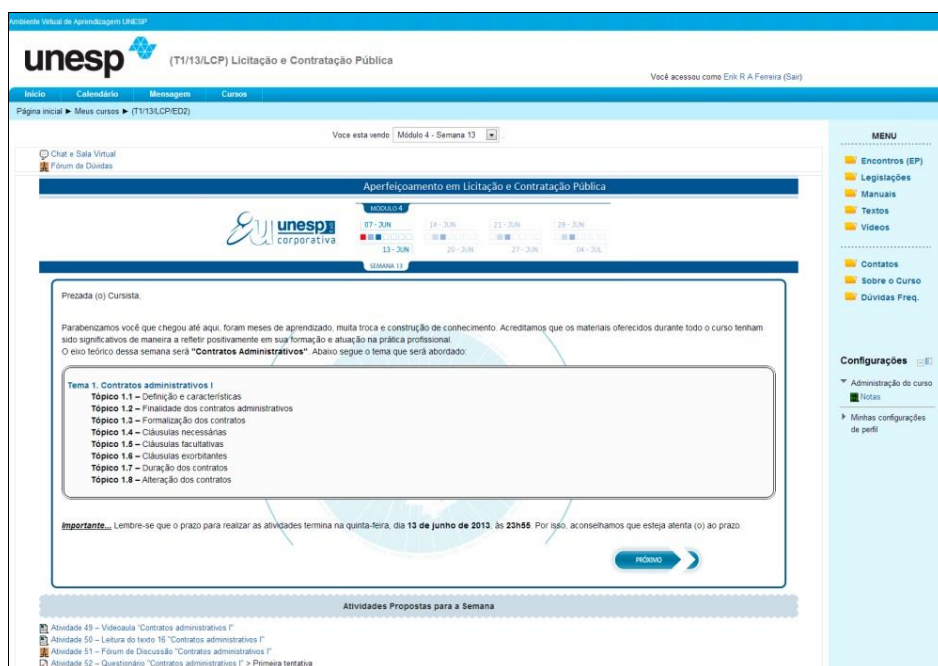 Ambiente Virtual de Aprendizagem UNESP
unesp
(T1/13/LCP) Licitação e Contratação Pública
Você acessou como Erik R A Ferreira (Sair)
Início Calendário Mensagem Cursos
Página inicial ► Meus cursos ► (T1/13/LCP/ED2)
Voce esta vendo Módulo 4 - Semana 13
Chat e Sala Virtual
Fórum de Dúvidas
Aperfeiçoamento em Licitação e Contratação Pública
MÓDULO 4
unesp
corporativa
07 - JUN 14 - JUN 21 - JUN 28 - JUN
13 - JUN 20 - JUN 27 - JUN 04 - JUL
SEMANA 13
Prezada (o) Cursista,
Parabenizamos você que chegou até aqui, foram meses de aprendizado, muita troca e construção de conhecimento. Acreditamos que os materiais oferecidos durante todo o curso tenham
sido significativos de maneira a refletir positivamente em sua formação e atuação na prática profissional.
O eixo teórico dessa semana será "Contratos Administrativos". Abaixo segue o tema que será abordado:
Tema 1. Contratos administrativos I
Tópico 1.1 – Definição e características
Tópico 1.2 – Finalidade dos contratos administrativos
Tópico 1.3 – Formalização dos contratos
Tópico 1.4 – Cláusulas necessárias
Tópico 1.5 – Cláusulas facultativas
Tópico 1.6 – Cláusulas exorbitantes
Tópico 1.7 – Duração dos contratos
Tópico 1.8 – Alteração dos contratos
Importante... Lembre-se que o prazo para realizar as atividades termina na quinta-feira, dia 13 de junho de 2013, às 23h55. Por isso, aconselhamos que esteja atenta (o) ao prazo.
PRÓXIMO
Atividades Propostas para a Semana
Atividade 49 – Videoaula "Contratos administrativos I"
Atividade 50 – Leitura do texto 16 "Contratos administrativos I"
Atividade 51 – Fórum de Discussão "Contratos administrativos I"
Atividade 52 – Questionário "Contratos administrativos I" > Primeira tentativa
MENU
Encontros (EP)
Legislações
Manuais
Textos
Vídeos
Contatos
Sobre o Curso
Dúvidas Freq.
Configurações
Administração do curso
Notas
Minhas configurações
de perfil